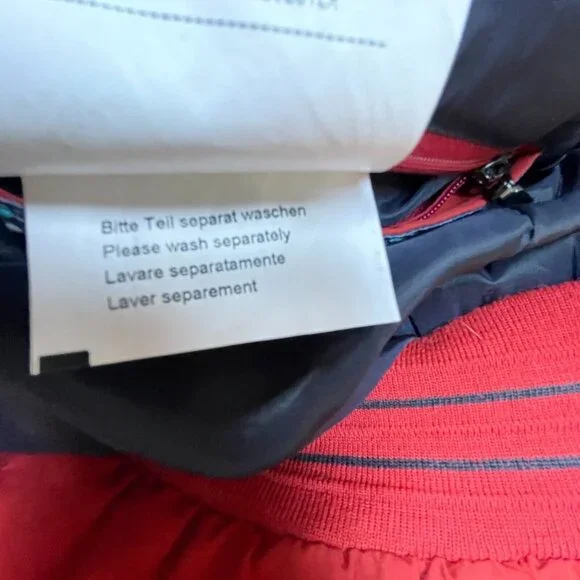 Bitte Teil separat waschen
Please wash separately
Lavare separatamente
Laver separement